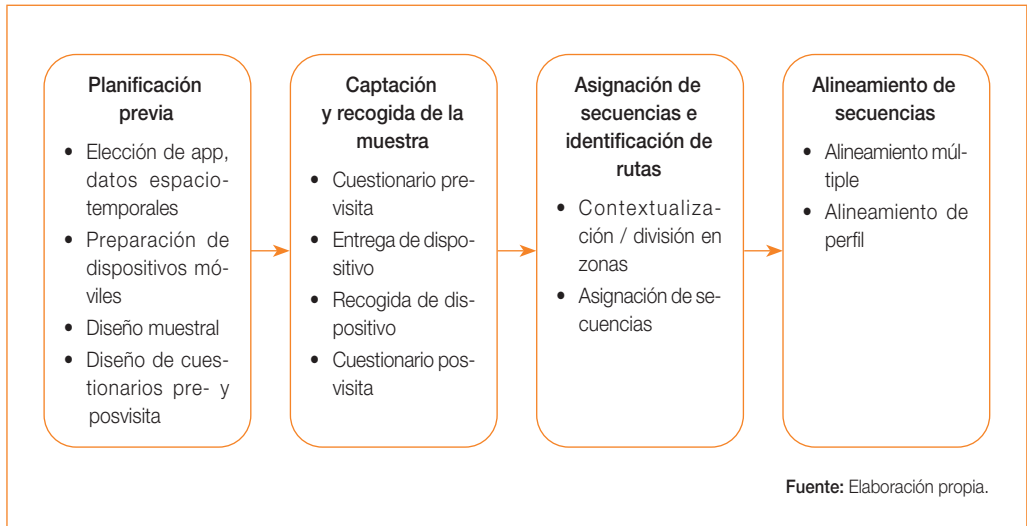 Planificación
previa
• Elección de app,
datos espacio-
temporales
• Preparación de
dispositivos mó-
viles
• Diseño muestral
• Diseño de cues-
tionarios pre- y
posvisita
Captación
y recogida de la
muestra
• Cuestionario pre-
visita
• Entrega de dispo-
sitivo
• Recogida de dis-
positivo
• Cuestionario pos-
visita
Asignación de
secuencias e
identificación de
rutas
• Contextualiza-
ción / división en
zonas
• Asignación de se-
cuencias
Alineamiento de
secuencias
• Alineamiento múl-
tiple
• Alineamiento de
perfil
Fuente: Elaboración propia.